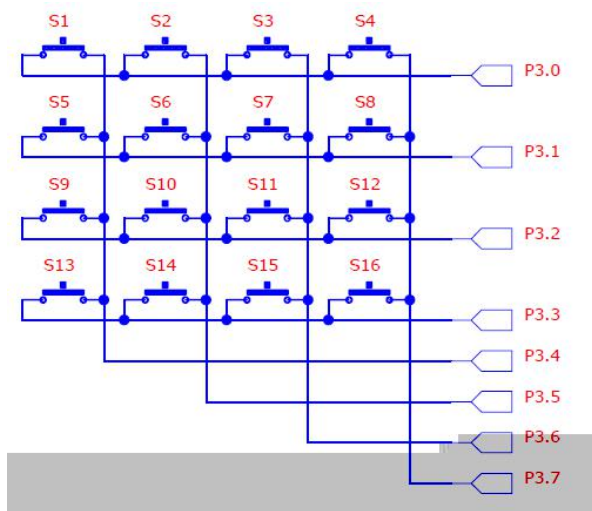 S1 S2 S3 S4
P3.0
S5 S6 S7 S8
P3.1
S9 S10 S11 S12
P3.2
S13 S14 S15 S16
P3.3
P3.4
P3.5
P3.6
P3.7